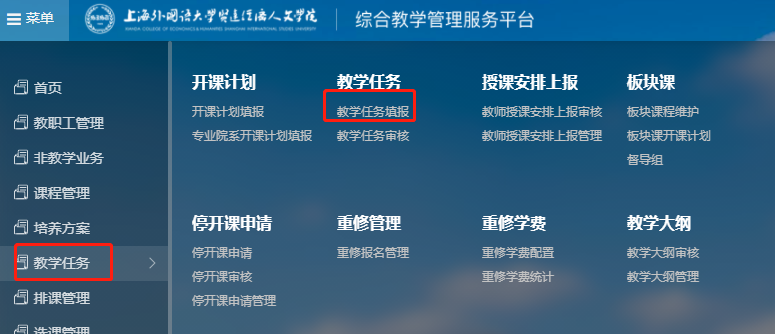 菜单
上海外国语大学贤达经济人文学院
XIANDA COLLEGE OF ECONOMICS & HUMANITIES SHANGHAI INTERNATIONAL STUDIES UNIVERSITY
综合教学管理服务平台
首页
教职工管理
非教学业务
课程管理
培养方案
教学任务
排课管理
选课管理
开课计划
开课计划填报
专业院系开课计划填报
教学任务
教学任务填报
教学任务审核
授课安排上报
教师授课安排上报审核
教师授课安排上报管理
板块课
板块课程维护
板块课开课计划
督导组
停开课申请
停开课申请
停开课审核
停开课申请管理
重修管理
重修报名管理
重修学费
重修学费配置
重修学费统计
教学大纲
教学大纲审核
教学大纲管理